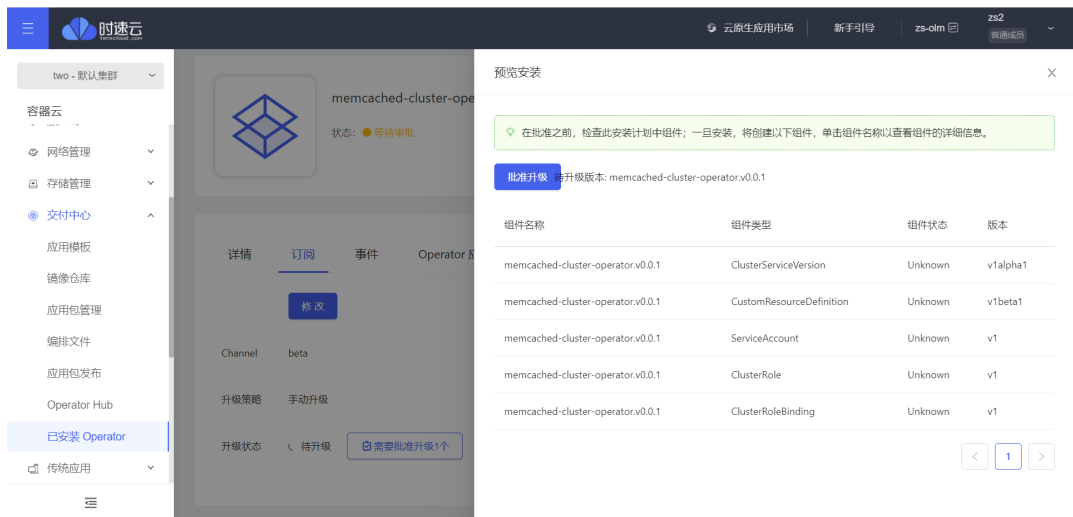 时速云
tenxcloud.com
云原生应用市场
新手引导
zs-olm
zs2
普通成员
two - 默认集群
容器云
网络管理
存储管理
交付中心
应用模板
镜像仓库
应用包管理
编排文件
应用包发布
Operator Hub
已安装 Operator
传统应用
memcached-cluster-ope
状态: 等待审批
详情 订阅 事件 Operator
修 改
Channel beta
升级策略 手动升级
升级状态 待升级 需要批准升级1个
预览安装
在批准之前，检查此安装计划中组件；一旦安装，将创建以下组件，单击组件名称以查看组件的详细信息。
批准升级 待升级版本: memcached-cluster-operator.v0.0.1
组件名称 组件类型 组件状态 版本
memcached-cluster-operator.v0.0.1 ClusterServiceVersion Unknown v1alpha1
memcached-cluster-operator.v0.0.1 CustomResourceDefinition Unknown v1beta1
memcached-cluster-operator.v0.0.1 ServiceAccount Unknown v1
memcached-cluster-operator.v0.0.1 ClusterRole Unknown v1
memcached-cluster-operator.v0.0.1 ClusterRoleBinding Unknown v1
< 1 >